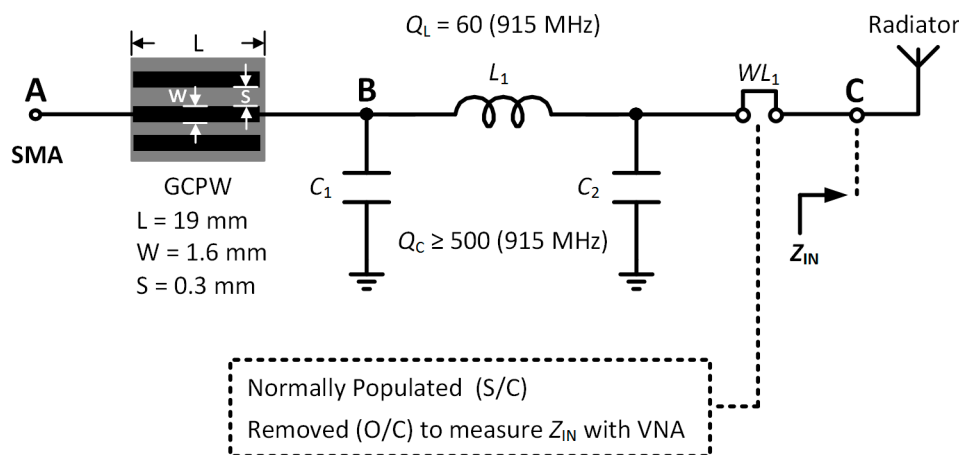 Q_L = 60 (915 MHz)
Radiator
L
A
L_1
WL_1
W
S
B
C
SMA
GCPW
L = 19 mm
W = 1.6 mm
S = 0.3 mm
C_1
C_2
Q_C ≥ 500 (915 MHz)
Z_IN
Normally Populated (S/C)
Removed (O/C) to measure Z_IN with VNA